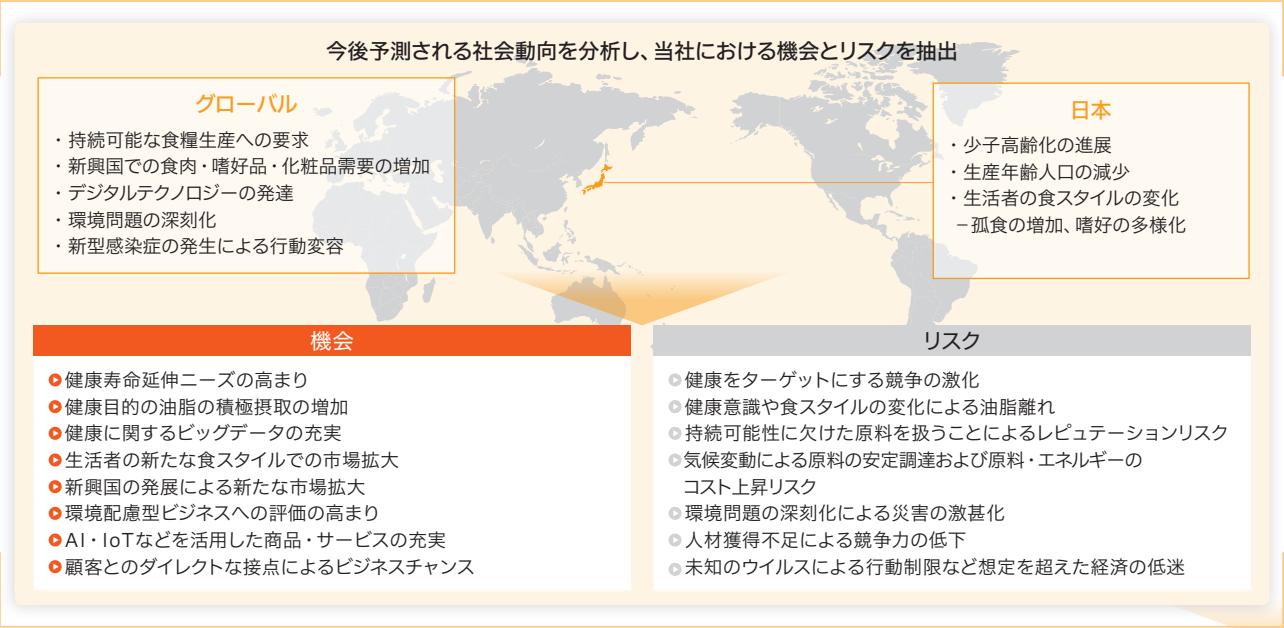 今後予測される社会動向を分析し、当社における機会とリスクを抽出
グローバル
・持続可能な食糧生産への要求
・新興国での食肉・嗜好品・化粧品需要の増加
・デジタルテクノロジーの発達
・環境問題の深刻化
・新型感染症の発生による行動変容
日本
・少子高齢化の進展
・生産年齢人口の減少
・生活者の食スタイルの変化
−孤食の増加、嗜好の多様化
機会
健康寿命延伸ニーズの高まり
健康目的の油脂の積極摂取の増加
健康に関するビッグデータの充実
生活者の新たな食スタイルでの市場拡大
新興国の発展による新たな市場拡大
環境配慮型ビジネスへの評価の高まり
AI・IoTなどを活用した商品・サービスの充実
顧客とのダイレクトな接点によるビジネスチャンス
リスク
健康をターゲットにする競争の激化
健康意識や食スタイルの変化による油脂離れ
持続可能性に欠けた原料を扱うことによるレピュテーションリスク
気候変動による原料の安定調達および原料・エネルギーの
コスト上昇リスク
環境問題の深刻化による災害の激甚化
人材獲得不足による競争力の低下
未知のウイルスによる行動制限など想定を超えた経済の低迷